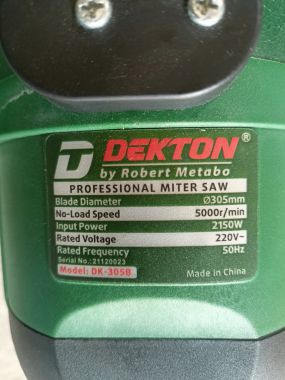 D DEKTON®
by Robert Metabo
PROFESSIONAL MITER SAW
Blade Diameter Ø305mm
No-Load Speed 5000r/min
Input Power 2150W
Rated Voltage 220V~
Rated Frequency 50Hz
Serial No.: 21120023
Model: DK-305B Made in China